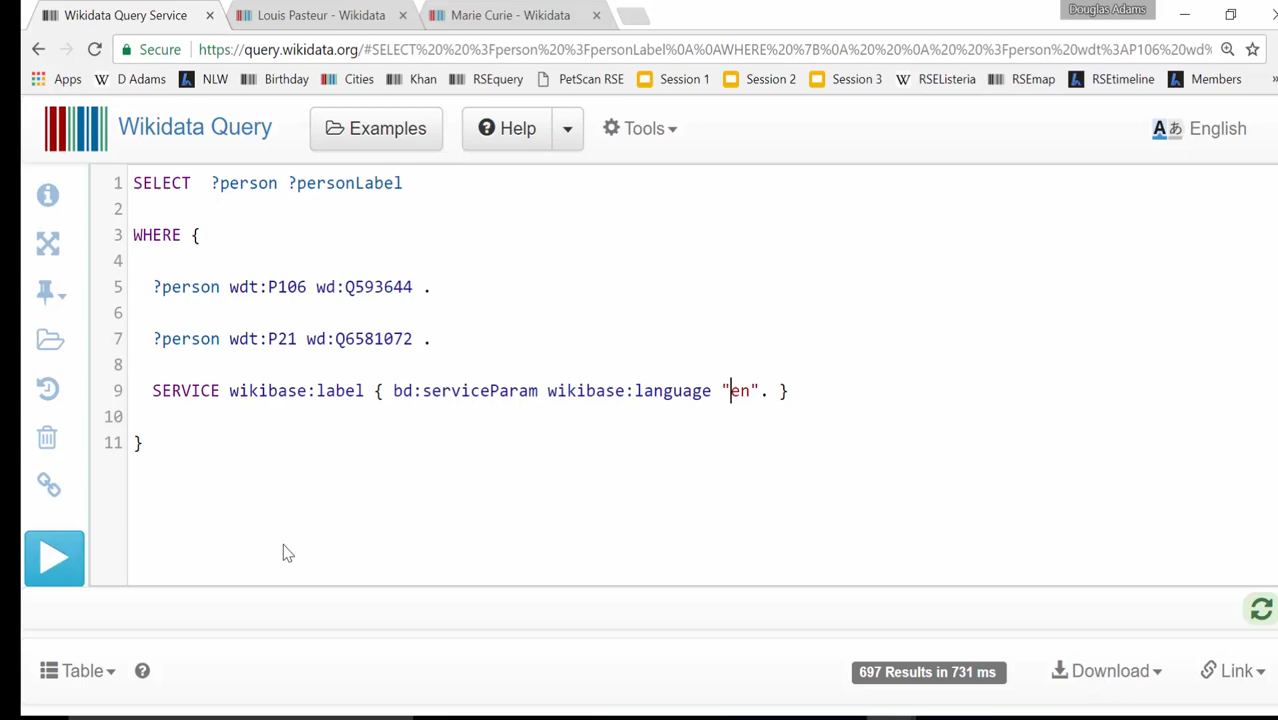 Wikidata Query Service
Louis Pasteur - Wikidata
Marie Curie - Wikidata
Douglas Adams
Secure
https://query.wikidata.org/#SELECT%20%20%3Fperson%20%3FpersonLabel%0A%0AWHERE%20%7B%0A%20%20%0A%20%20%3Fperson%20wdt%3AP106%20wd%
Apps
D Adams
NLW
Birthday
Cities
Khan
RSEquery
PetScan RSE
Session 1
Session 2
Session 3
RSEListeria
RSEmap
RSEtimeline
Members
Wikidata Query
Examples
Help
Tools
English
1 SELECT ?person ?personLabel
2
3 WHERE {
4
5 ?person wdt:P106 wd:Q593644 .
6
7 ?person wdt:P21 wd:Q6581072 .
8
9 SERVICE wikibase:label { bd:serviceParam wikibase:language "en". }
10
11 }
Table
697 Results in 731 ms
Download
Link